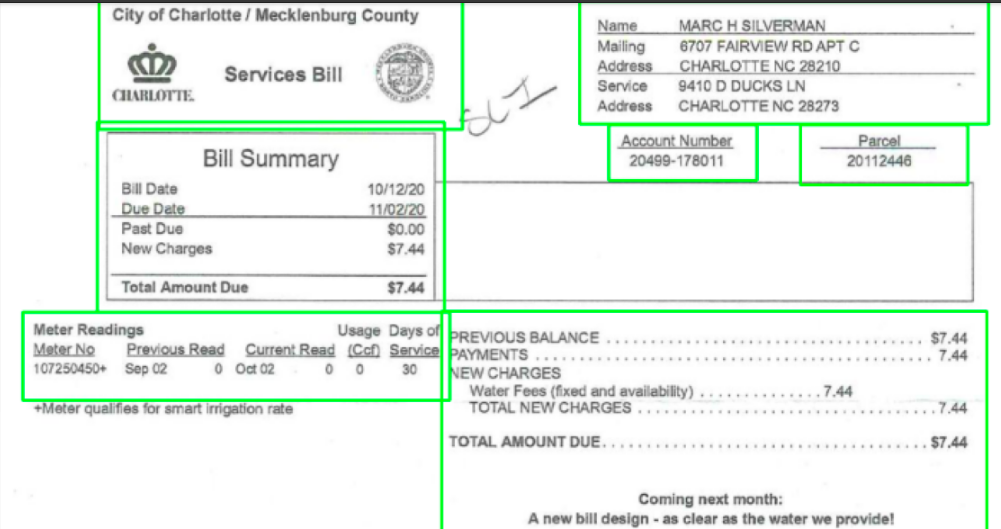 City of Charlotte / Mecklenburg County
CHARLOTTE.
Services Bill
Name MARC H SILVERMAN
Mailing 6707 FAIRVIEW RD APT C
Address CHARLOTTE NC 28210
Service 9410 D DUCKS LN
Address CHARLOTTE NC 28273
Account Number
20499-178011
Parcel
20112446
Bill Summary
Bill Date 10/12/20
Due Date 11/02/20
Past Due $0.00
New Charges $7.44
Total Amount Due $7.44
Meter Readings Usage Days of
Meter No Previous Read Current Read (Ccf) Service
107250450+ Sep 02 0 Oct 02 0 0 30
+Meter qualifies for smart irrigation rate
PREVIOUS BALANCE . . . . . . . . . . . . . . . . . . . . $7.44
PAYMENTS . . . . . . . . . . . . . . . . . . . . 7.44
NEW CHARGES
Water Fees (fixed and availability) . . . . . . . . . . . . 7.44
TOTAL NEW CHARGES . . . . . . . . . . . . . . . . . . . . 7.44
TOTAL AMOUNT DUE . . . . . . . . . . . . . . . . . . . . $7.44
Coming next month:
A new bill design - as clear as the water we provide!